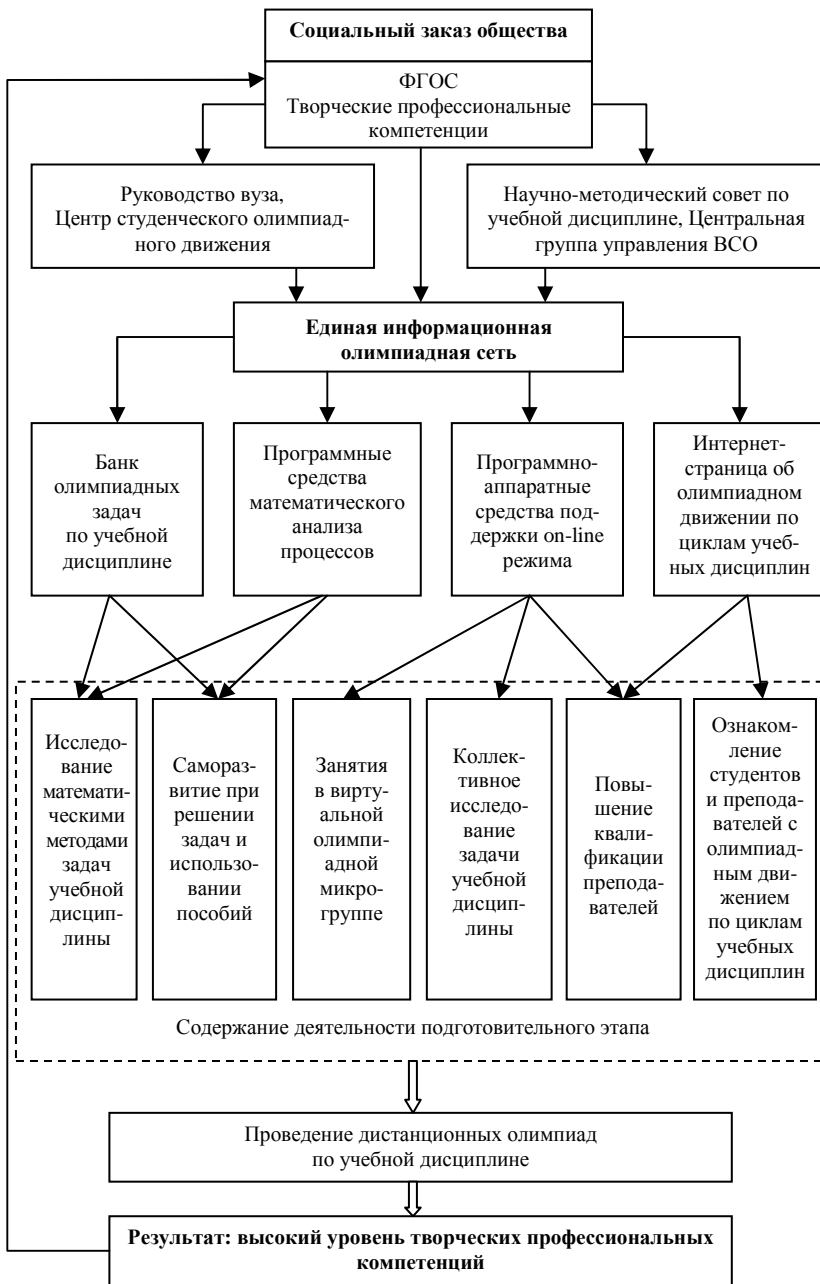 Социальный заказ общества
ФГОС
Творческие профессиональные
компетенции
Руководство вуза,
Центр студенческого олимпиад-
ного движения
Научно-методический совет по
учебной дисциплине, Центральная
группа управления ВСО
Единая информационная
олимпиадная сеть
Банк
олимпиадных
задач
по учебной
дисциплине
Программные
средства
математического
анализа
процессов
Программно-
аппаратные
средства под-
держки on-line
режима
Интернет-
страница об
олимпиадном
движении по
циклам учеб-
ных дисциплин
Исследо-
вание
математи-
ческими
методами
задач
учебной
дисцип-
лины
Саморазви-
тие при
решении
задач и
использо-
вании
пособий
Занятия
в вирту-
альной
олимпи-
адной
микро-
группе
Коллек-
тивное
исследо-
вание
задачи
учебной
дисцип-
лины
Повы-
шение
квали-
фикации
препода-
вателей
Ознаком-
ление
студентов
и препода-
вателей с
олимпиад-
ным дви-
жением
по циклам
учебных
дисциплин
Содержание деятельности подготовительного этапа
Проведение дистанционных олимпиад
по учебной дисциплине
Результат: высокий уровень творческих профессиональных
компетенций